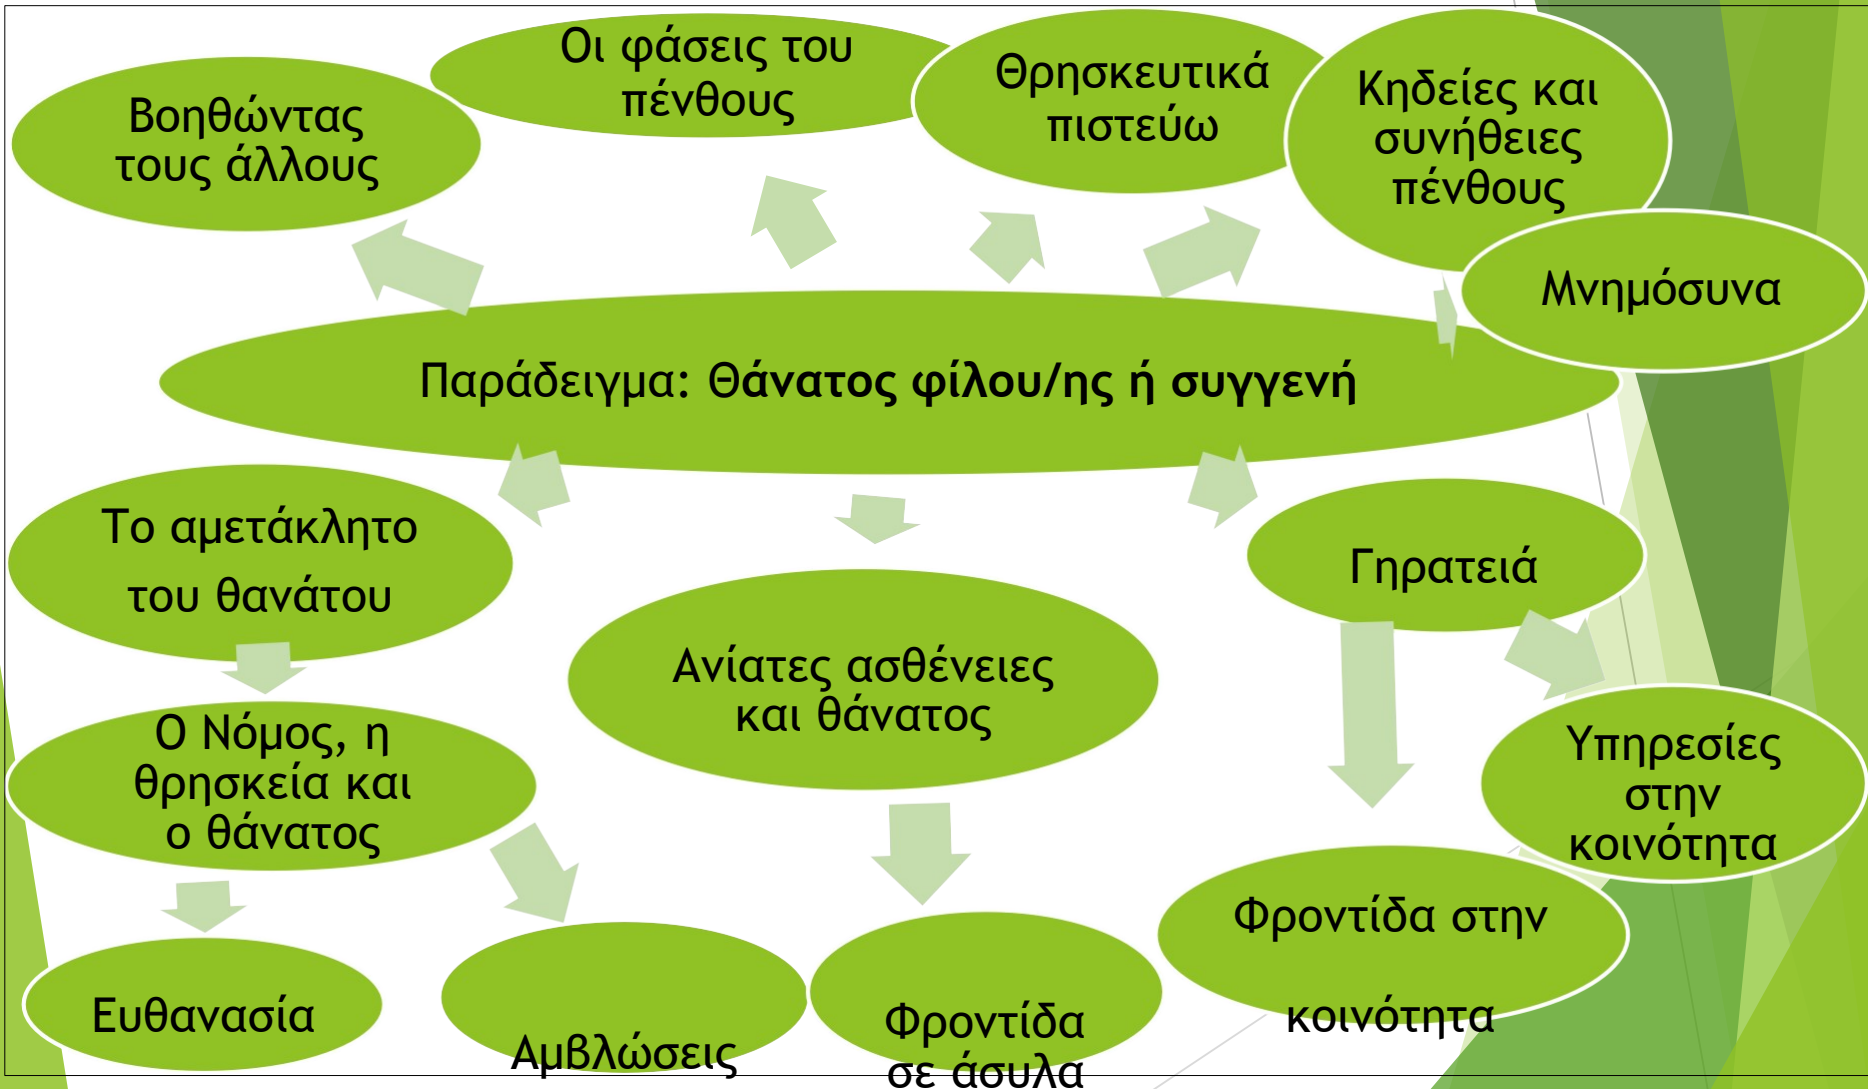 Βοηθώντας
τους άλλους
Οι φάσεις του
πένθους
Θρησκευτικά
πιστεύω
Κηδείες και
συνήθειες
πένθους
Μνημόσυνα
Παράδειγμα: Θάνατος φίλου/ης ή συγγενή
Το αμετάκλητο
του θανάτου
Ανίατες ασθένειες
και θάνατος
Γηρατειά
Ο Νόμος, η
θρησκεία και
ο θάνατος
Υπηρεσίες
στην
κοινότητα
Ευθανασία
Αμβλώσεις
Φροντίδα
σε άσυλα
Φροντίδα στην
κοινότητα